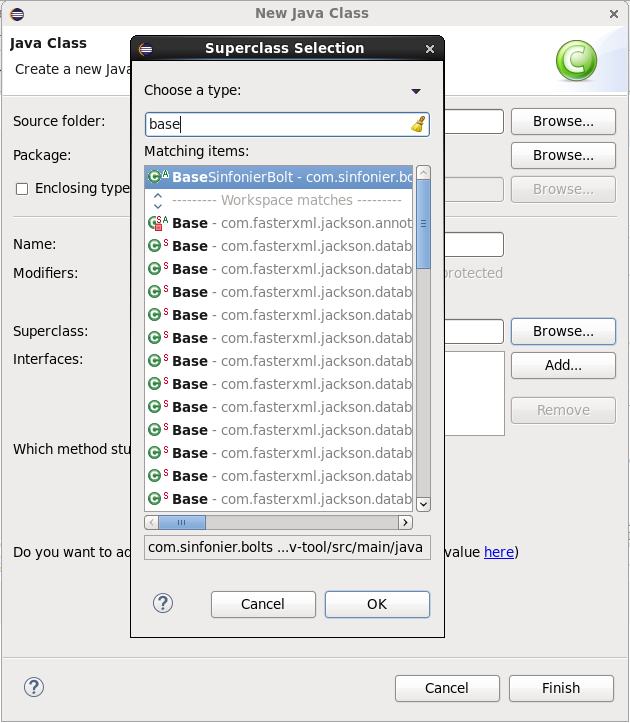 New Java Class
Java Class
Create a new Java
Source folder:
Browse...
Package:
Browse...
Enclosing type
Browse...
Name:
Modifiers:
protected
Superclass:
Browse...
Interfaces:
Add...
Remove
Which method stu
Do you want to ad
value here)
Cancel
Finish
Superclass Selection
Choose a type:
base
Matching items:
BaseSinfonierBolt - com.sinfonier.bo
--------- Workspace matches ---------
Base - com.fasterxml.jackson.annot
Base - com.fasterxml.jackson.datab
Base - com.fasterxml.jackson.datab
Base - com.fasterxml.jackson.datab
Base - com.fasterxml.jackson.datab
Base - com.fasterxml.jackson.datab
Base - com.fasterxml.jackson.datab
Base - com.fasterxml.jackson.datab
Base - com.fasterxml.jackson.datab
Base - com.fasterxml.jackson.datab
Base - com.fasterxml.jackson.datab
Base - com.fasterxml.jackson.datab
Base - com.fasterxml.jackson.datab
com.sinfonier.bolts ...v-tool/src/main/java
Cancel
OK